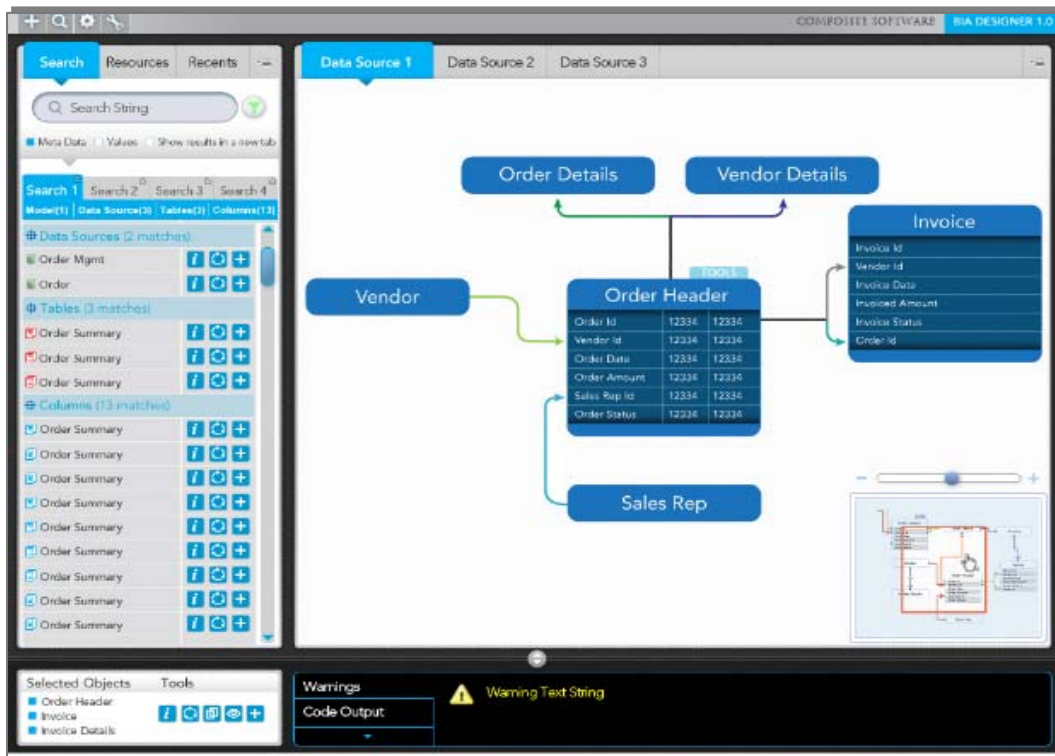 COMPOSITE SOFTWARE BIA DESIGNER 1.0
Search Resources Recents
Search String
Meta Data Values Show results in a new tab
Search 1 Search 2 Search 3 Search 4
Model(1) Data Source(3) Tables(3) Columns(13)
Data Sources (2 matches)
Order Mgmt
Order
Tables (3 matches)
Order Summary
Order Summary
Order Summary
Columns (13 matches)
Order Summary
Order Summary
Order Summary
Order Summary
Order Summary
Order Summary
Order Summary
Order Summary
Order Summary
Data Source 1 Data Source 2 Data Source 3
Order Details
Vendor Details
Vendor
TOOLS
Order Header
Order Id 12334 12334
Vendor Id 12334 12334
Order Data 12334 12334
Order Amount 12334 12334
Sales Rep Id 12334 12334
Order Status 12334 12334
Invoice
Invoice Id
Vendor Id
Invoice Data
Invoiced Amount
Invoice Status
Order Id
Sales Rep
Selected Objects Tools
Order Header
Invoice
Invoice Details
Warnings
Code Output
Warning Text String